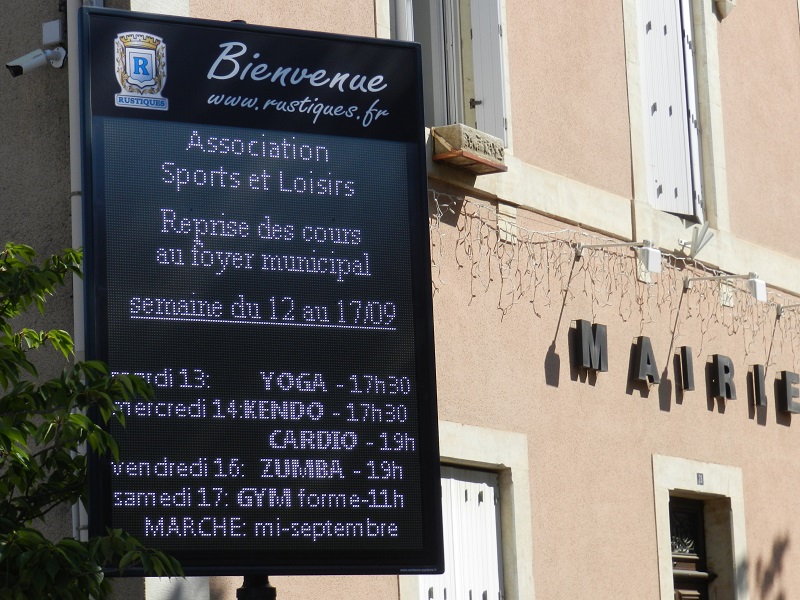 R
RUSTIQUES
Bienvenue
www.rustiques.fr
Association
Sports et Loisirs
Reprise des cours
au foyer municipal
semaine du 12 au 17/09
mardi 13: YOGA - 17h30
mercredi 14: KENDO - 17h30
CARDIO - 19h
vendredi 16: ZUMBA - 19h
samedi 17: GYM forme-11h
MARCHE: mi-septembre
MAIRIE